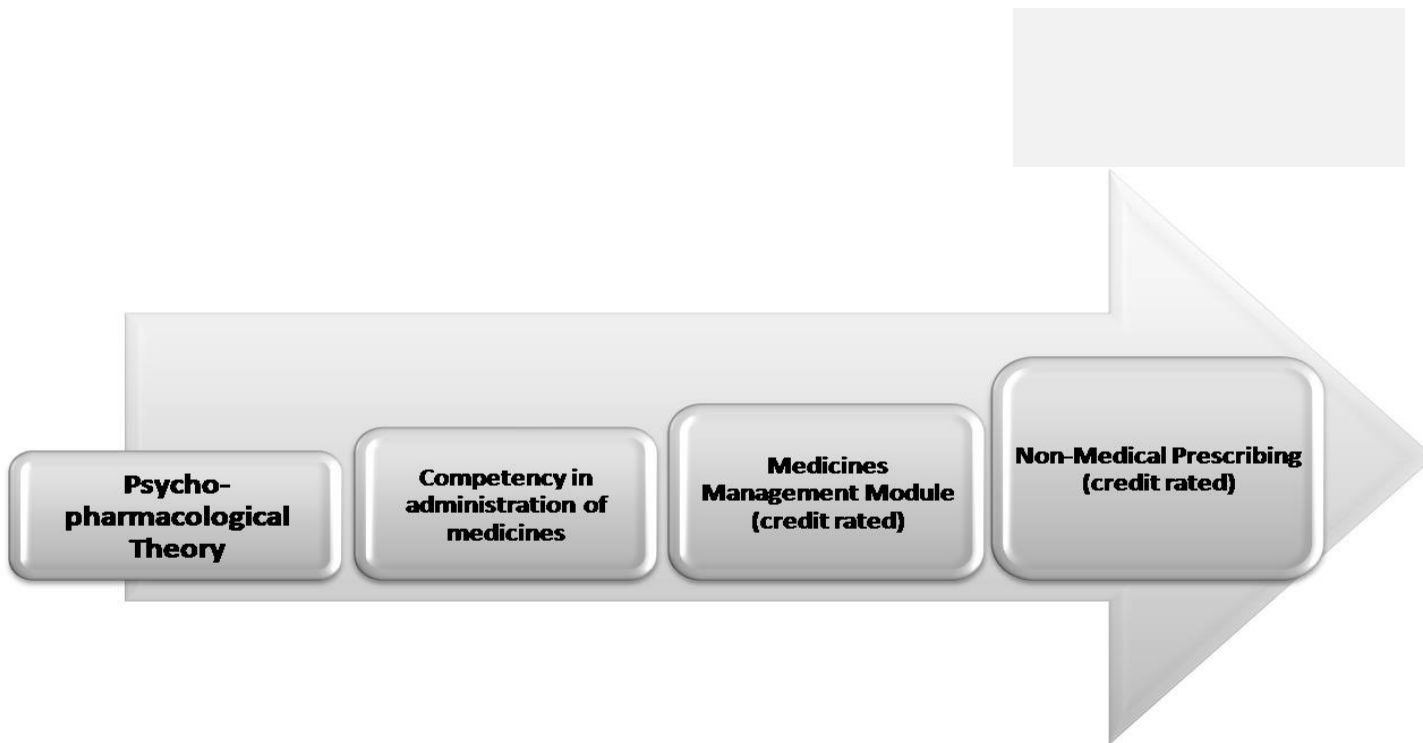 Psycho-
pharmacological
Theory
Competency in
administration of
medicines
Medicines
Management Module
(credit rated)
Non-Medical Prescribing
(credit rated)